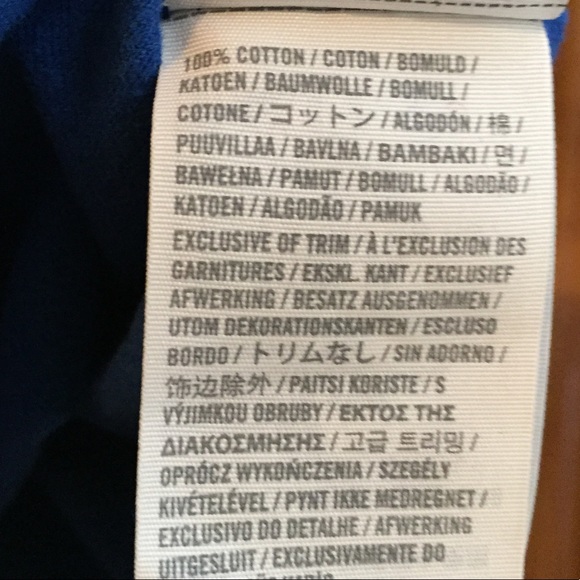 100% COTTON / COTON / BOMULD /
KATOEN / BAUMWOLLE / BOMULL /
COTONE / コットン / ALGODÓN / 棉 /
PUUVILLAA / BAVLNA / BAMBAKI / 면 /
BAWEŁNA / PAMUT / BOMULL / ALGODÃO /
KATOEN / ALGODÃO / PAMUK
EXCLUSIVE OF TRIM / À L'EXCLUSION DES
GARNITURES / EKSKL. KANT / EXCLUSIEF
AFWERKING / BESATZ AUSGENOMMEN /
UTOM DEKORATIONSKANTEN / ESCLUSO
BORDO / トリムなし / SIN ADORNO /
饰边除外 / PAITSI KORISTE / S
VÝJIMKOU OBRUBY / ΕΚΤΟΣ ΤΗΣ
ΔΙΑΚΟΣΜΗΣΗΣ / 고급 트리밍 /
OPRÓCZ WYKOŃCZENIA / SZEGÉLY
KIVÉTELÉVEL / PYNT IKKE MEDREGNET /
EXCLUSIVO DO DETALHE / AFWERKING
UITGESLUIT / EXCLUSIVAMENTE DO